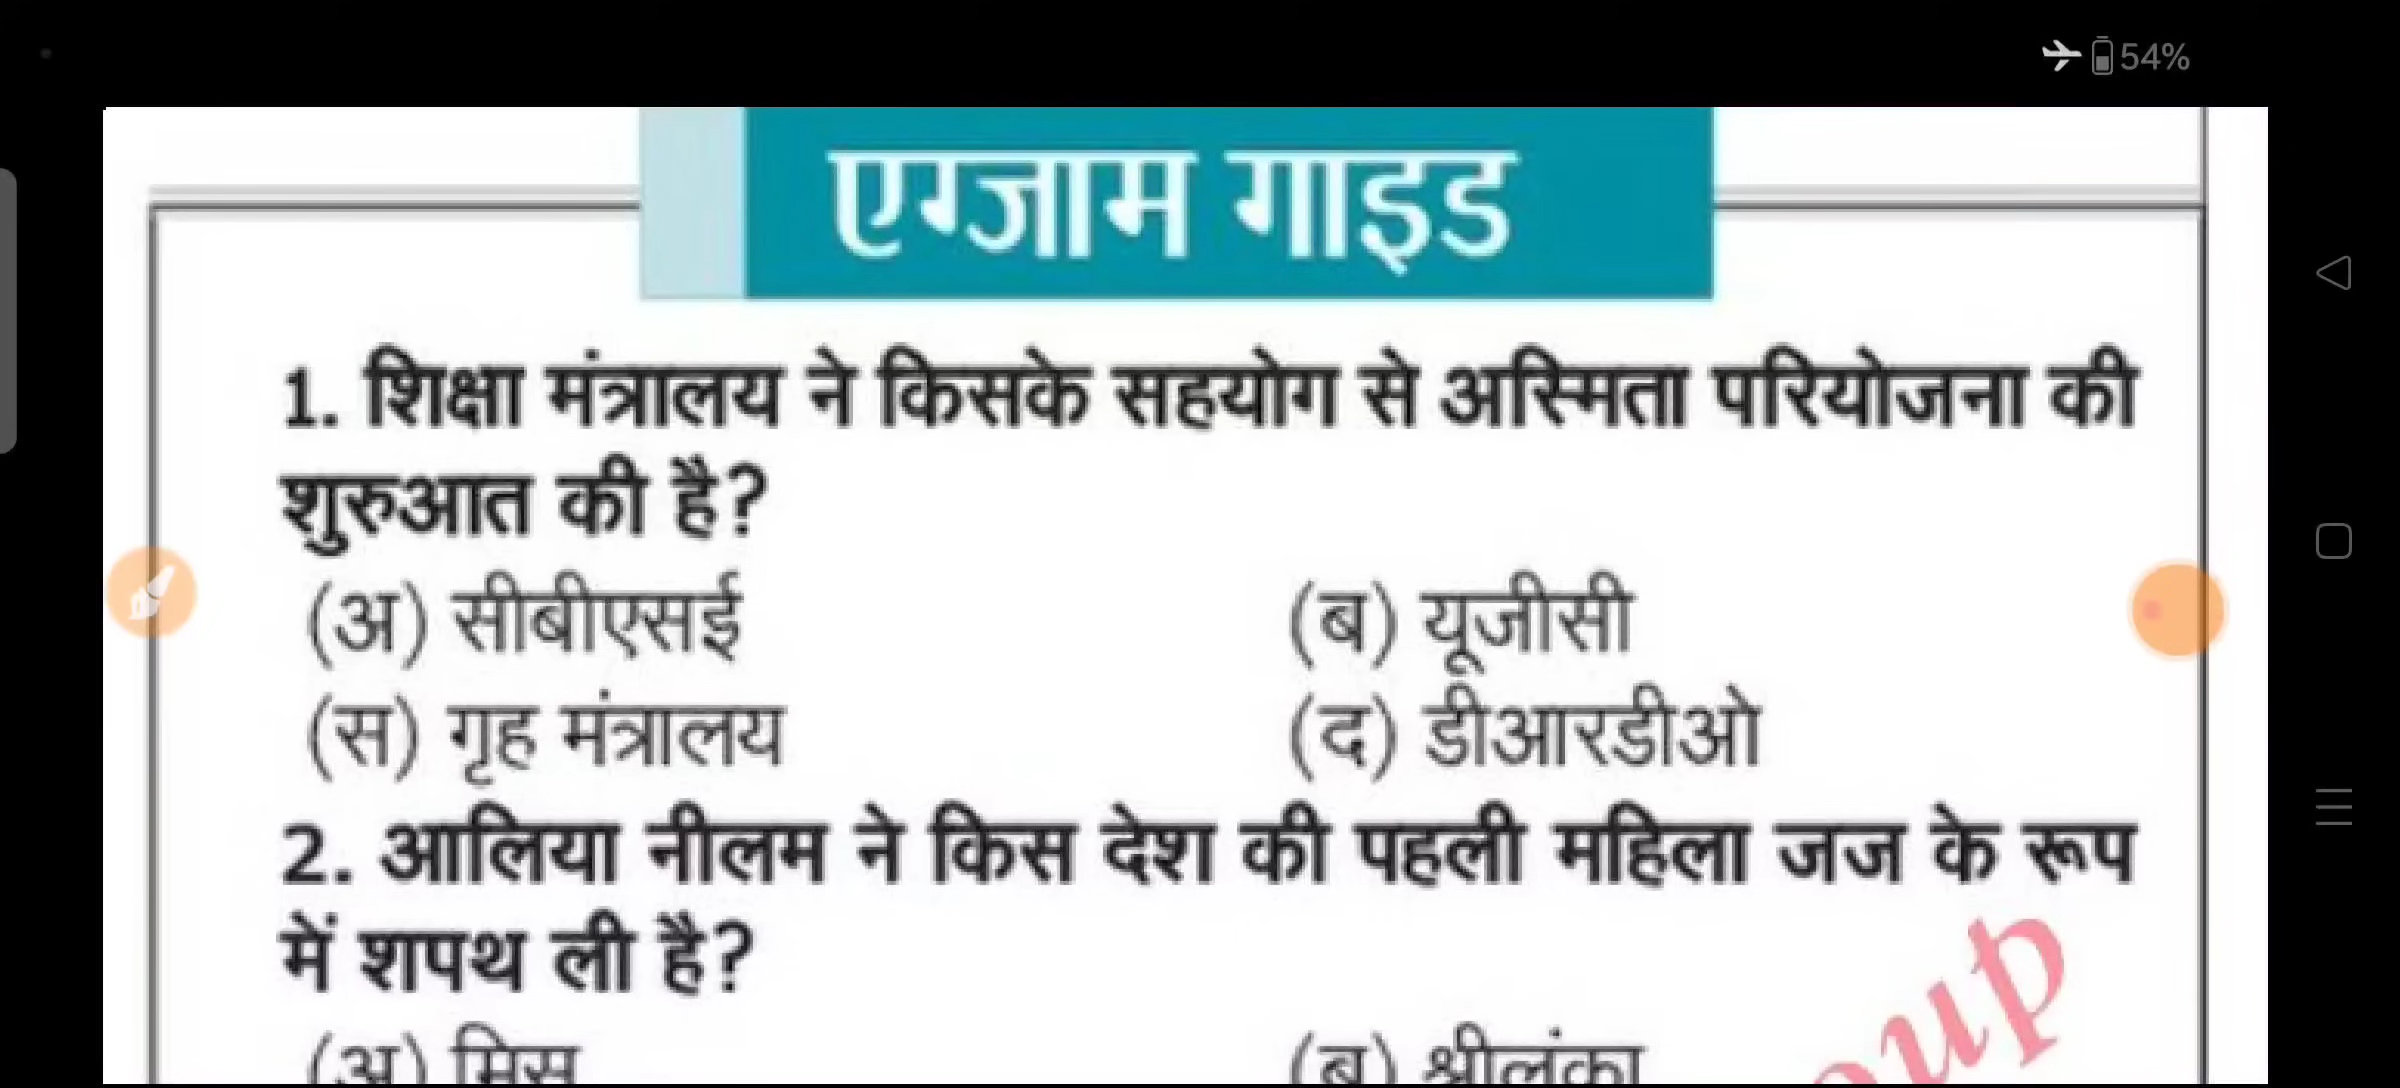 54%
एग्जाम गाइड
1. शिक्षा मंत्रालय ने किसके सहयोग से अस्मिता परियोजना की
शुरुआत की है?
(अ) सीबीएसई (ब) यूजीसी
(स) गृह मंत्रालय (द) डीआरडीओ
2. आलिया नीलम ने किस देश की पहली महिला जज के रूप
में शपथ ली है?
(अ) मिस्र (ब) श्रीलंका
oup